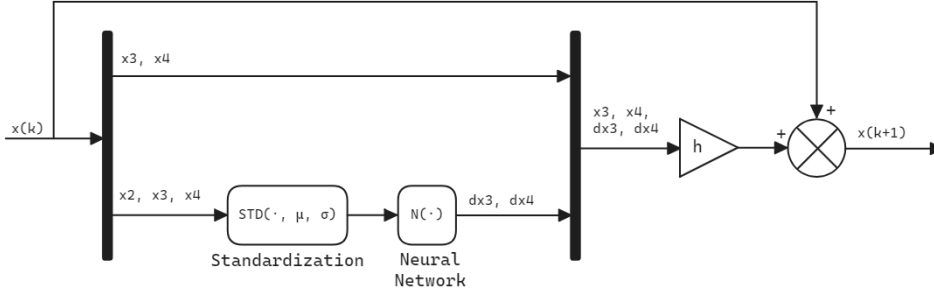 x3, x4
x(k)
x3, x4,
dx3, dx4
+
h
+
x(k+1)
x2, x3, x4
STD(·, μ, σ)
N(·)
dx3, dx4
Standardization
Neural
Network